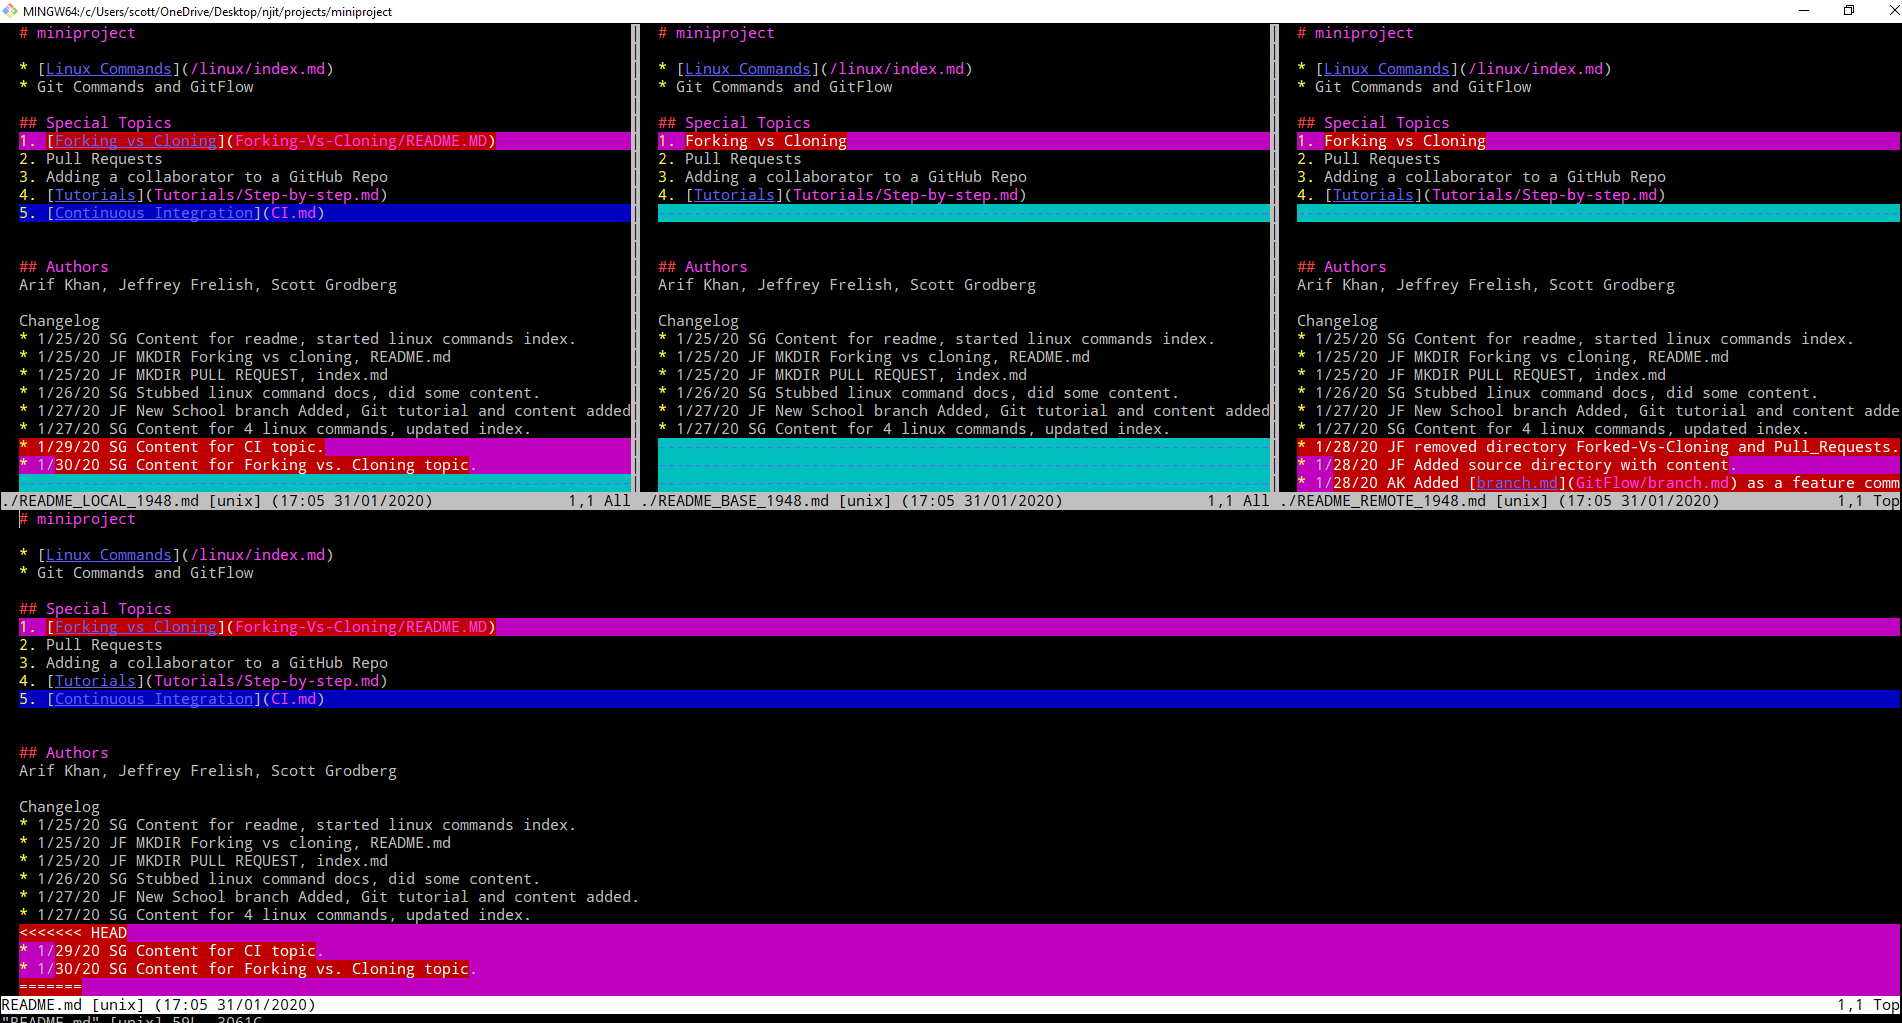 MINGW64:/c/Users/scott/OneDrive/Desktop/njit/projects/miniproject
# miniproject
* [Linux Commands](/linux/index.md)
* Git Commands and GitFlow
## Special Topics
1. [Forking vs Cloning](Forking-Vs-Cloning/README.MD)
2. Pull Requests
3. Adding a collaborator to a GitHub Repo
4. [Tutorials](Tutorials/Step-by-step.md)
5. [Continuous Integration](CI.md)
## Authors
Arif Khan, Jeffrey Frelish, Scott Grodberg
Changelog
* 1/25/20 SG Content for readme, started linux commands index.
* 1/25/20 JF MKDIR Forking vs cloning, README.md
* 1/25/20 JF MKDIR PULL REQUEST, index.md
* 1/26/20 SG Stubbed linux command docs, did some content.
* 1/27/20 JF New School branch Added, Git tutorial and content added
* 1/27/20 SG Content for 4 linux commands, updated index.
* 1/29/20 SG Content for CI topic.
* 1/30/20 SG Content for Forking vs. Cloning topic.
./README_LOCAL_1948.md [unix] (17:05 31/01/2020) 1,1 All
# miniproject
* [Linux Commands](/linux/index.md)
* Git Commands and GitFlow
## Special Topics
1. Forking vs Cloning
2. Pull Requests
3. Adding a collaborator to a GitHub Repo
4. [Tutorials](Tutorials/Step-by-step.md)
## Authors
Arif Khan, Jeffrey Frelish, Scott Grodberg
Changelog
* 1/25/20 SG Content for readme, started linux commands index.
* 1/25/20 JF MKDIR Forking vs cloning, README.md
* 1/25/20 JF MKDIR PULL REQUEST, index.md
* 1/26/20 SG Stubbed linux command docs, did some content.
* 1/27/20 JF New School branch Added, Git tutorial and content added
* 1/27/20 SG Content for 4 linux commands, updated index.
./README_BASE_1948.md [unix] (17:05 31/01/2020) 1,1 All
# miniproject
* [Linux Commands](/linux/index.md)
* Git Commands and GitFlow
## Special Topics
1. Forking vs Cloning
2. Pull Requests
3. Adding a collaborator to a GitHub Repo
4. [Tutorials](Tutorials/Step-by-step.md)
## Authors
Arif Khan, Jeffrey Frelish, Scott Grodberg
Changelog
* 1/25/20 SG Content for readme, started linux commands index.
* 1/25/20 JF MKDIR Forking vs cloning, README.md
* 1/25/20 JF MKDIR PULL REQUEST, index.md
* 1/26/20 SG Stubbed linux command docs, did some content.
* 1/27/20 JF New School branch Added, Git tutorial and content adde
* 1/27/20 SG Content for 4 linux commands, updated index.
* 1/28/20 JF removed directory Forked-Vs-Cloning and Pull_Requests.
* 1/28/20 JF Added source directory with content.
* 1/28/20 AK Added [branch.md](GitFlow/branch.md) as a feature comm
./README_REMOTE_1948.md [unix] (17:05 31/01/2020) 1,1 Top
# miniproject
* [Linux Commands](/linux/index.md)
* Git Commands and GitFlow
## Special Topics
1. [Forking vs Cloning](Forking-Vs-Cloning/README.MD)
2. Pull Requests
3. Adding a collaborator to a GitHub Repo
4. [Tutorials](Tutorials/Step-by-step.md)
5. [Continuous Integration](CI.md)
## Authors
Arif Khan, Jeffrey Frelish, Scott Grodberg
Changelog
* 1/25/20 SG Content for readme, started linux commands index.
* 1/25/20 JF MKDIR Forking vs cloning, README.md
* 1/25/20 JF MKDIR PULL REQUEST, index.md
* 1/26/20 SG Stubbed linux command docs, did some content.
* 1/27/20 JF New School branch Added, Git tutorial and content added.
* 1/27/20 SG Content for 4 linux commands, updated index.
<<<<<<< HEAD
* 1/29/20 SG Content for CI topic.
* 1/30/20 SG Content for Forking vs. Cloning topic.
=======
README.md [unix] (17:05 31/01/2020) 1,1 Top
"README.md" [unix] 59L, 3061C